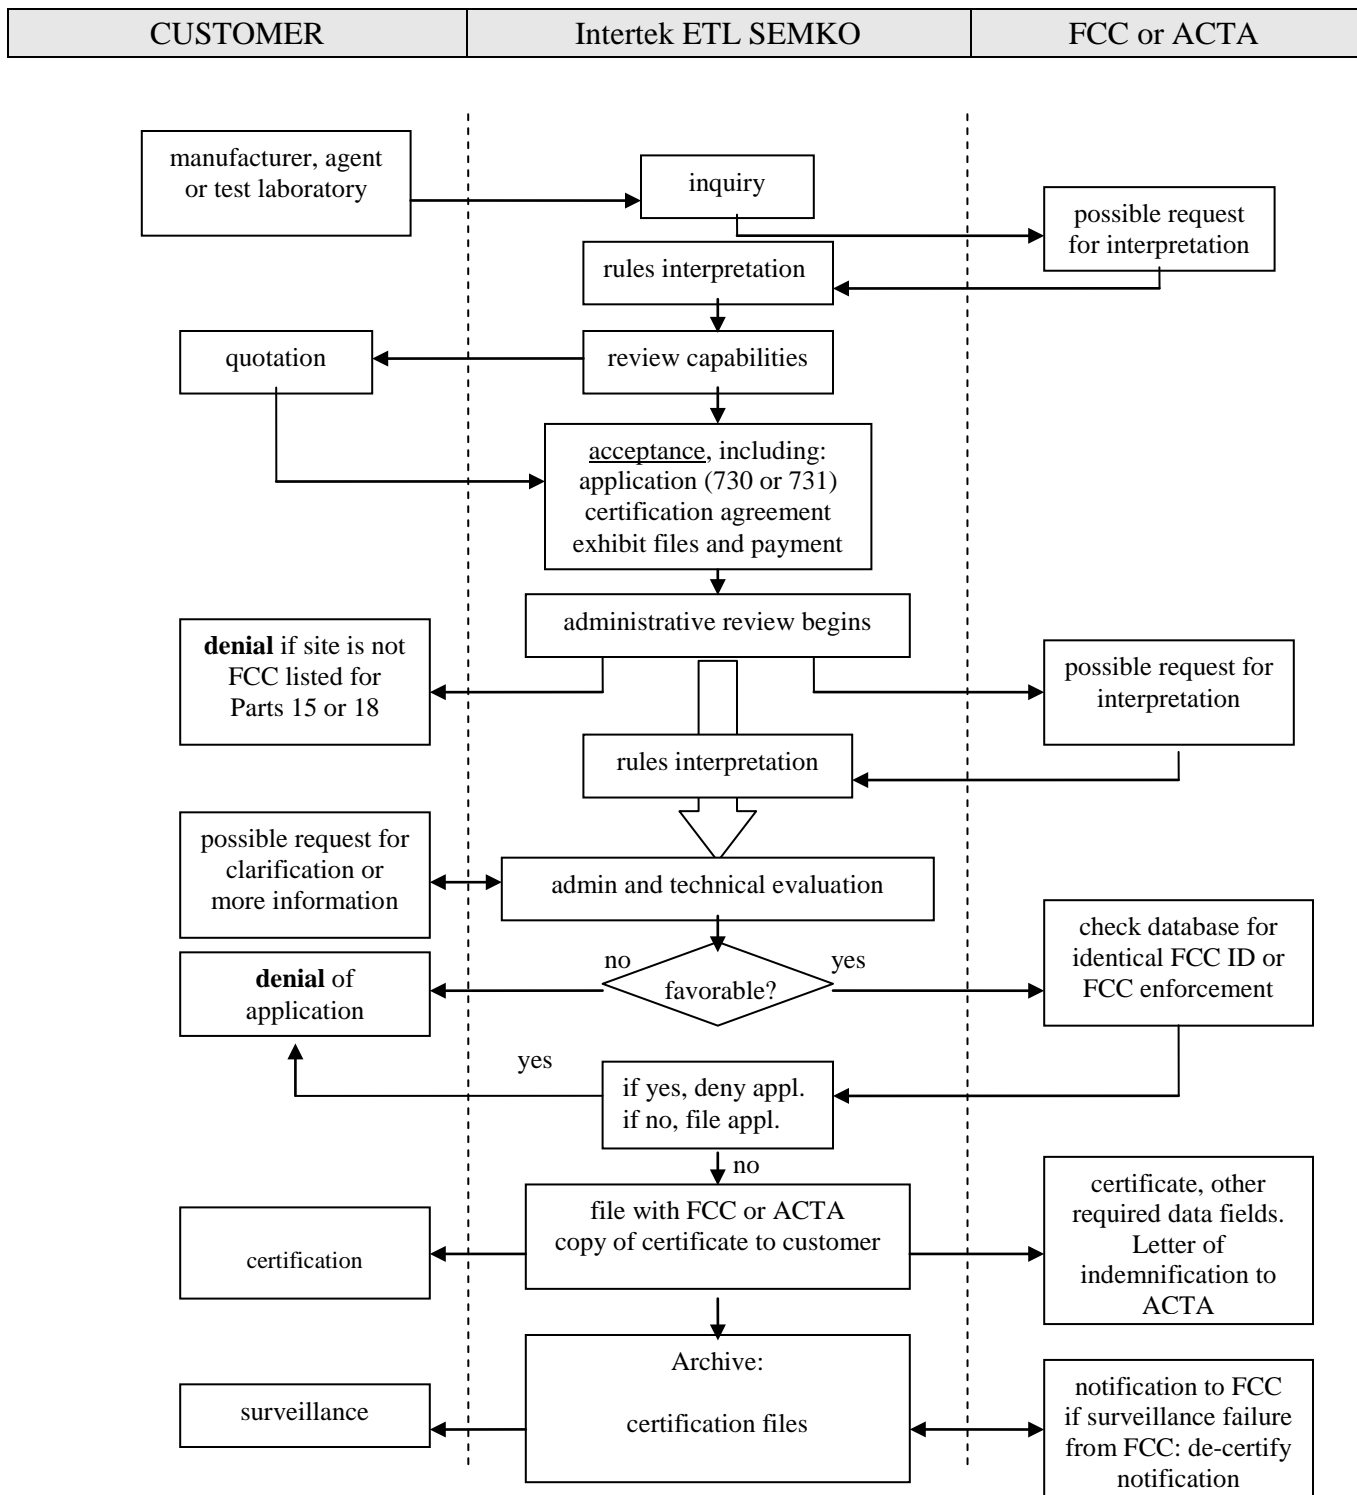 CUSTOMER
Intertek ETL SEMKO
FCC or ACTA
manufacturer, agent
or test laboratory
inquiry
possible request
for interpretation
rules interpretation
quotation
review capabilities
acceptance, including:
application (730 or 731)
certification agreement
exhibit files and payment
administrative review begins
denial if site is not
FCC listed for
Parts 15 or 18
possible request for
interpretation
rules interpretation
possible request for
clarification or
more information
admin and technical evaluation
check database for
identical FCC ID or
FCC enforcement
no
yes
favorable?
denial of
application
yes
if yes, deny appl.
if no, file appl.
no
file with FCC or ACTA
copy of certificate to customer
certification
certificate, other
required data fields.
Letter of
indemnification to
ACTA
Archive:
certification files
surveillance
notification to FCC
if surveillance failure
from FCC: de-certify
notification